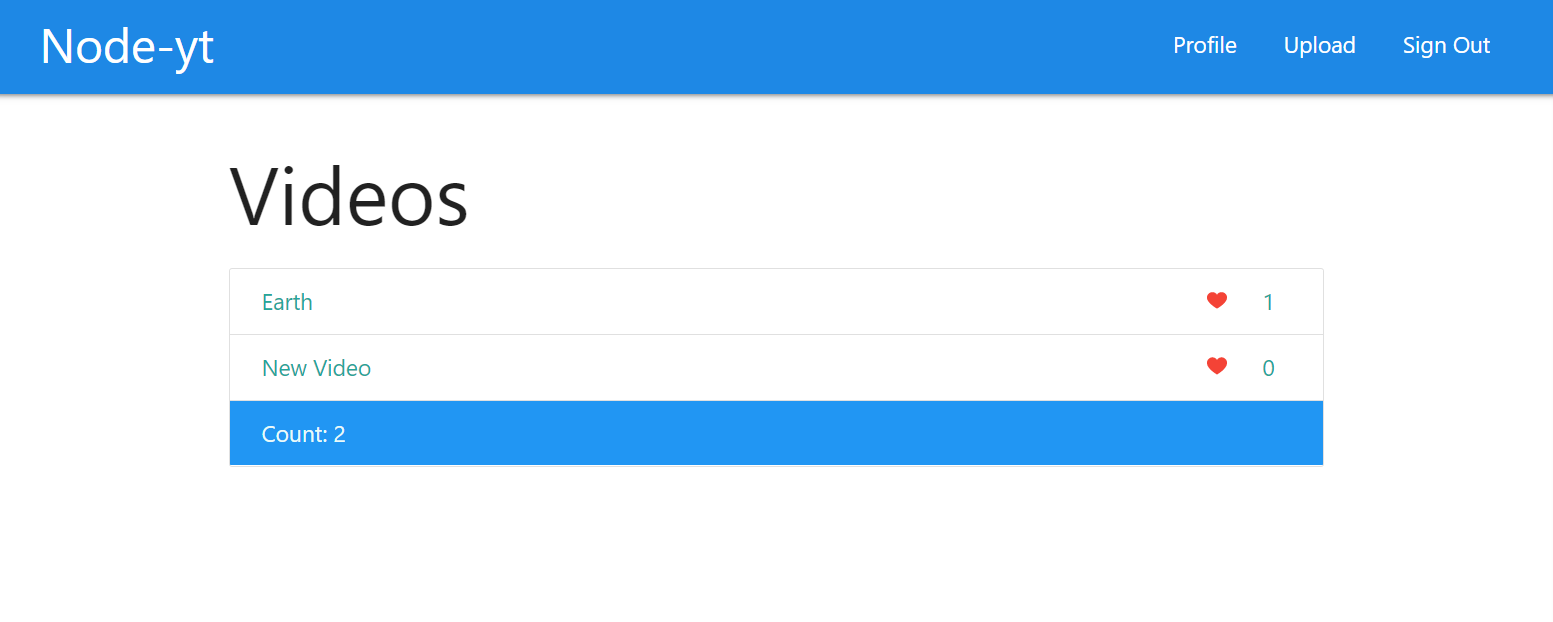 Node-yt Profile Upload Sign Out
Videos
Earth 1
New Video 0
Count: 2